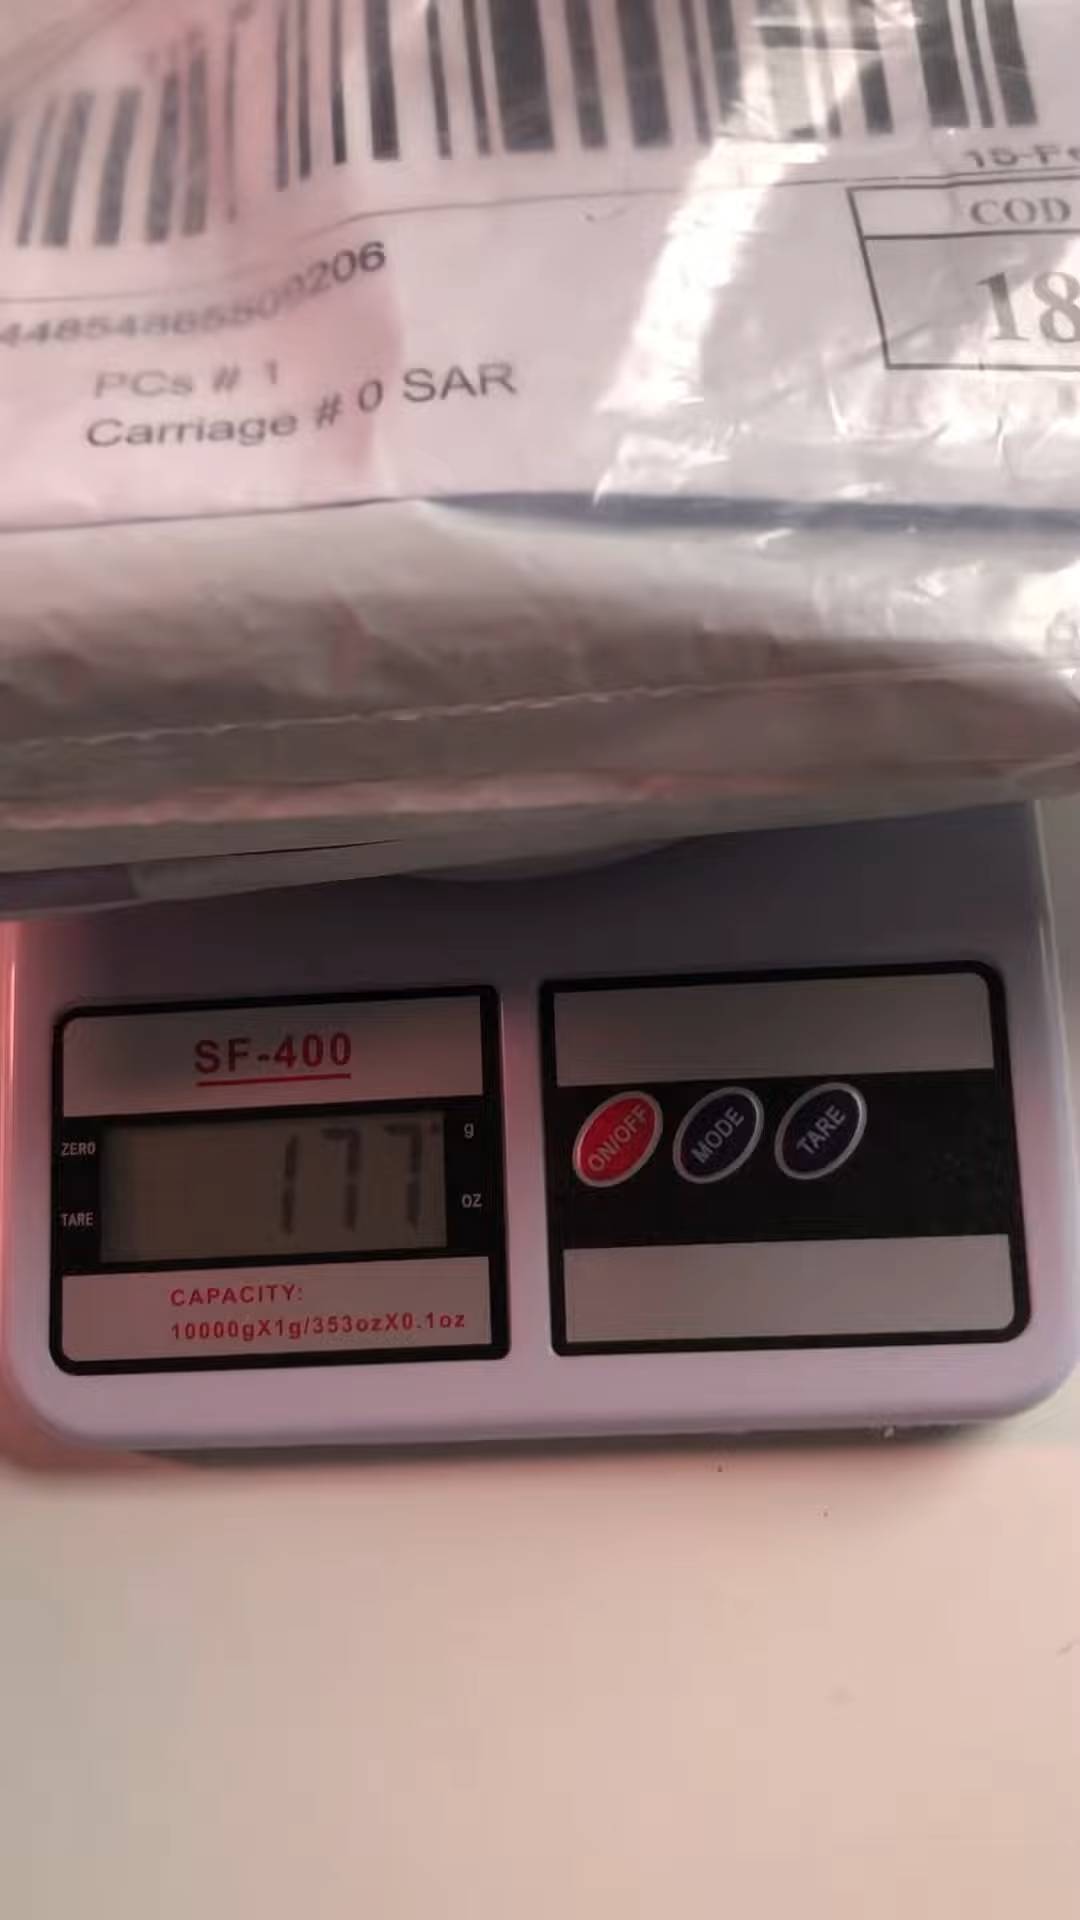 COD
206
PCs # 1
Carriage # 0 SAR
SF-400
ZERO
177
g
TARE
OZ
ON/OFF
MODE
TARE
CAPACITY:
10000gX1g/353ozX0.1oz